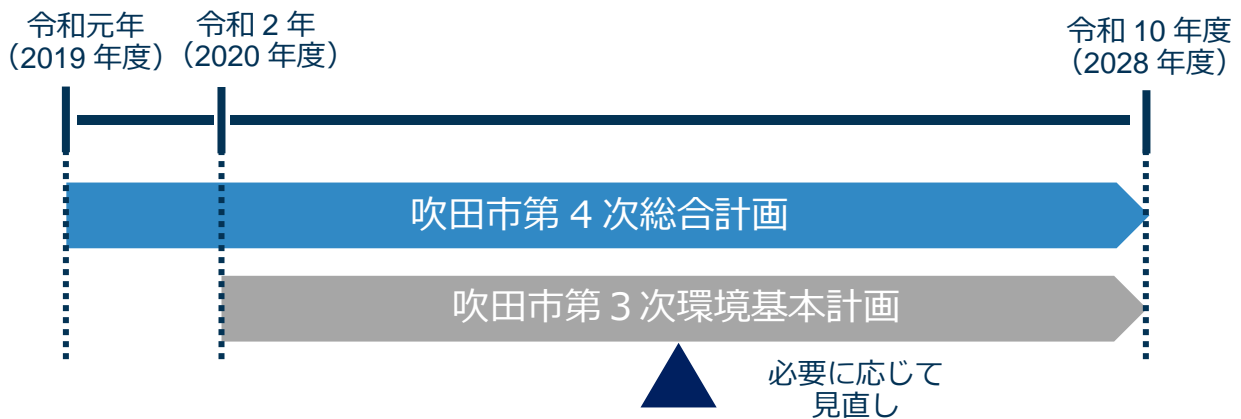 令和元年
（2019 年度）
令和 2 年
（2020 年度）
令和 10 年度
（2028 年度）
吹田市第４次総合計画
吹田市第３次環境基本計画
必要に応じて
見直し